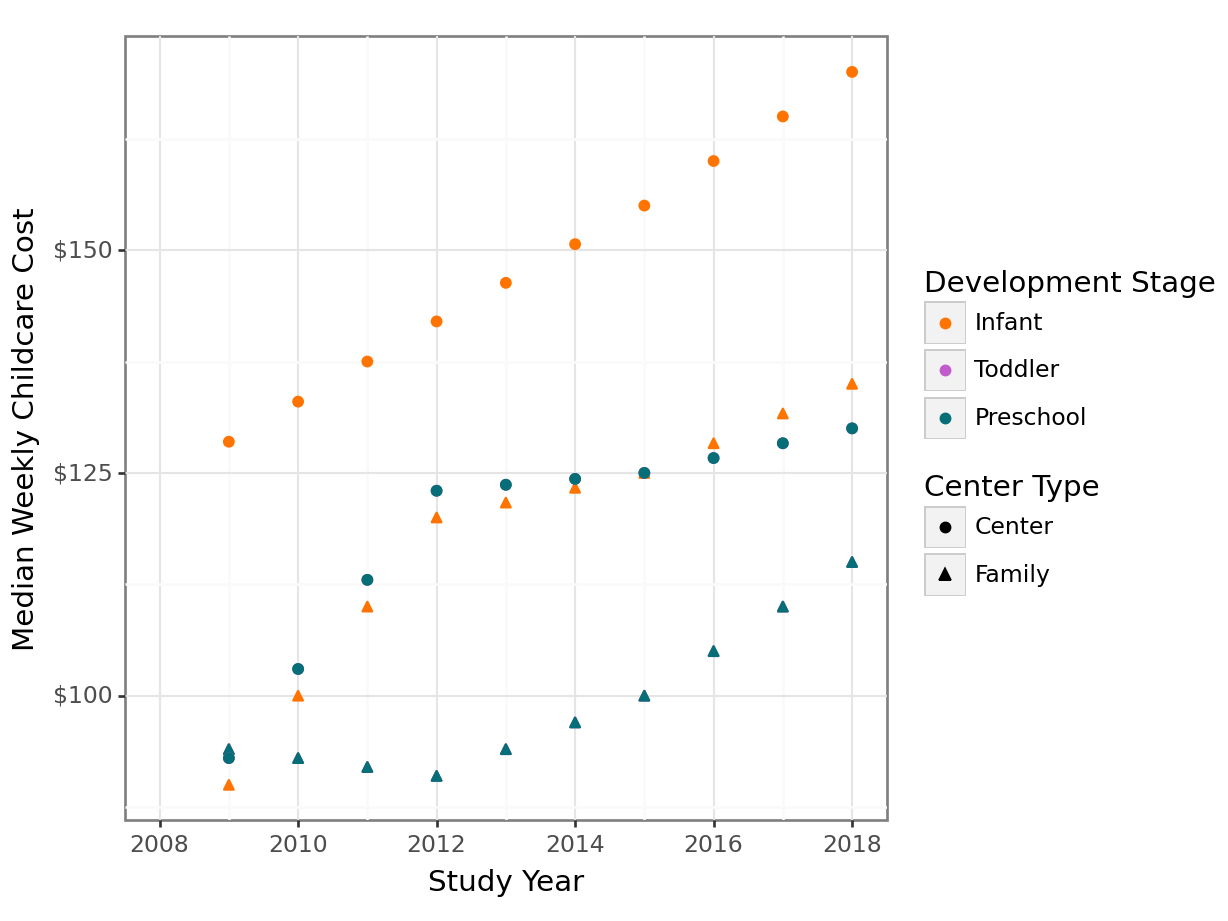 Median Weekly Childcare Cost
$150
$125
$100
2008 2010 2012 2014 2016 2018
Study Year
Development Stage
Infant
Toddler
Preschool
Center Type
Center
Family